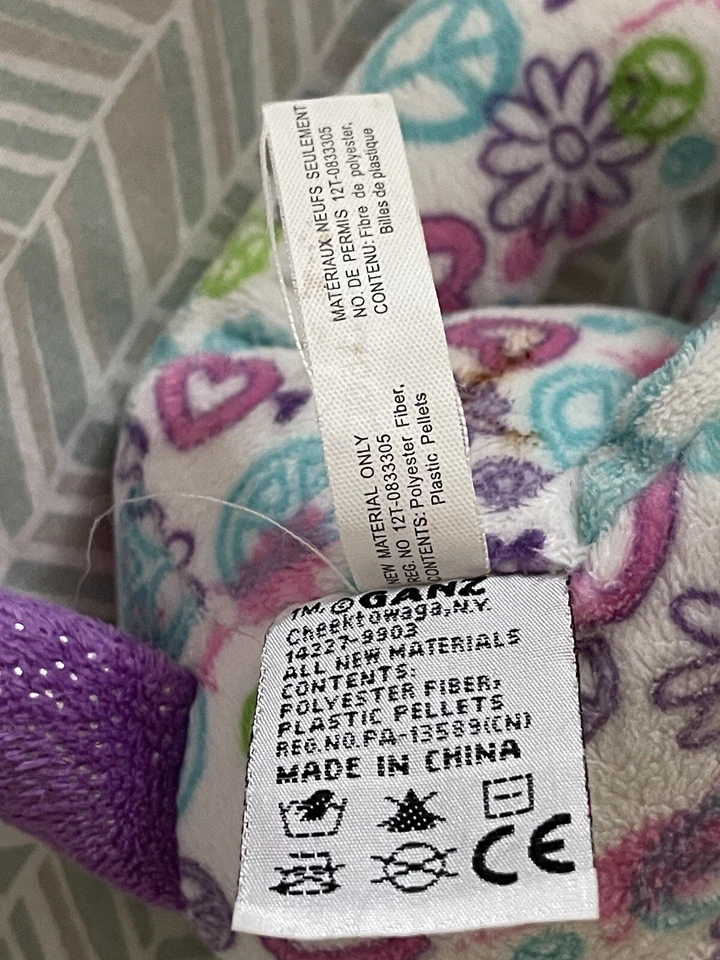 MATÉRIAUX NEUFS SEULEMENT
NO. DE PERMIS 12T-0833305
CONTENU: Fibre de polyester,
Billes de plastique
NEW MATERIAL ONLY
REG. NO 12T-0833305
CONTENTS: Polyester Fiber,
Plastic Pellets
TM. © GANZ
Cheektowaga, N.Y.
14327-9903
ALL NEW MATERIALS
CONTENTS:
POLYESTER FIBER,
PLASTIC PELLETS
REG.NO.PA-13589(CN)
MADE IN CHINA
CE